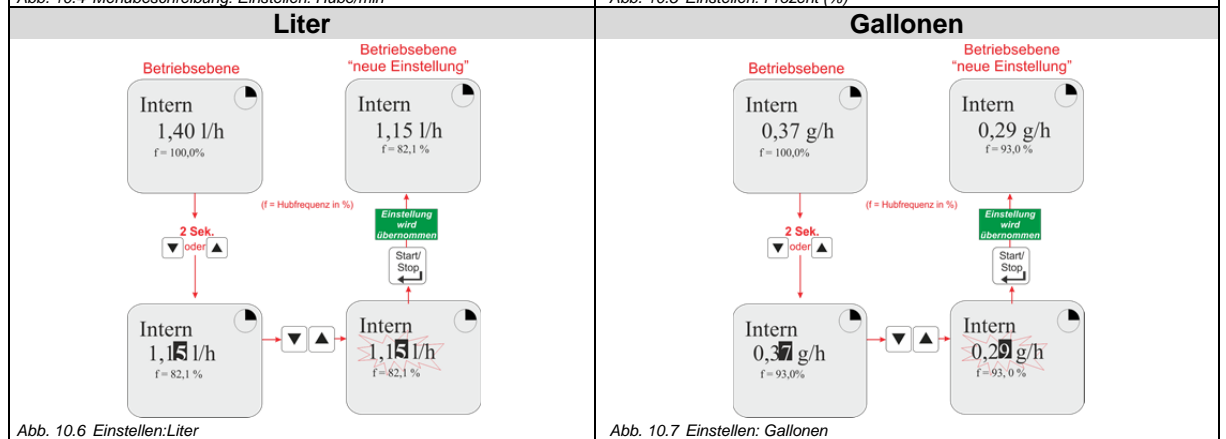 Abb. 10.4 Menübeschreibung: Einstellen: Hübe/min
Abb. 10.5 Einstellen: Prozent (%)
Liter
Gallonen
Betriebsebene
Betriebsebene
"neue Einstellung"
Intern
1,40 l/h
f = 100,0%
Intern
1,15 l/h
f = 82,1 %
(f = Hubfrequenz in %)
2 Sek.
oder
Einstellung
wird
übernommen
Start/
Stop
Intern
1,15 l/h
f = 82,1 %
Intern
1,15 l/h
f = 82,1 %
Abb. 10.6 Einstellen:Liter
Betriebsebene
Betriebsebene
"neue Einstellung"
Intern
0,37 g/h
f = 100,0%
Intern
0,29 g/h
f = 93,0 %
(f = Hubfrequenz in %)
2 Sek.
oder
Einstellung
wird
übernommen
Start/
Stop
Intern
0,37 g/h
f = 93,0%
Intern
0,29 g/h
f = 93, 0 %
Abb. 10.7 Einstellen: Gallonen